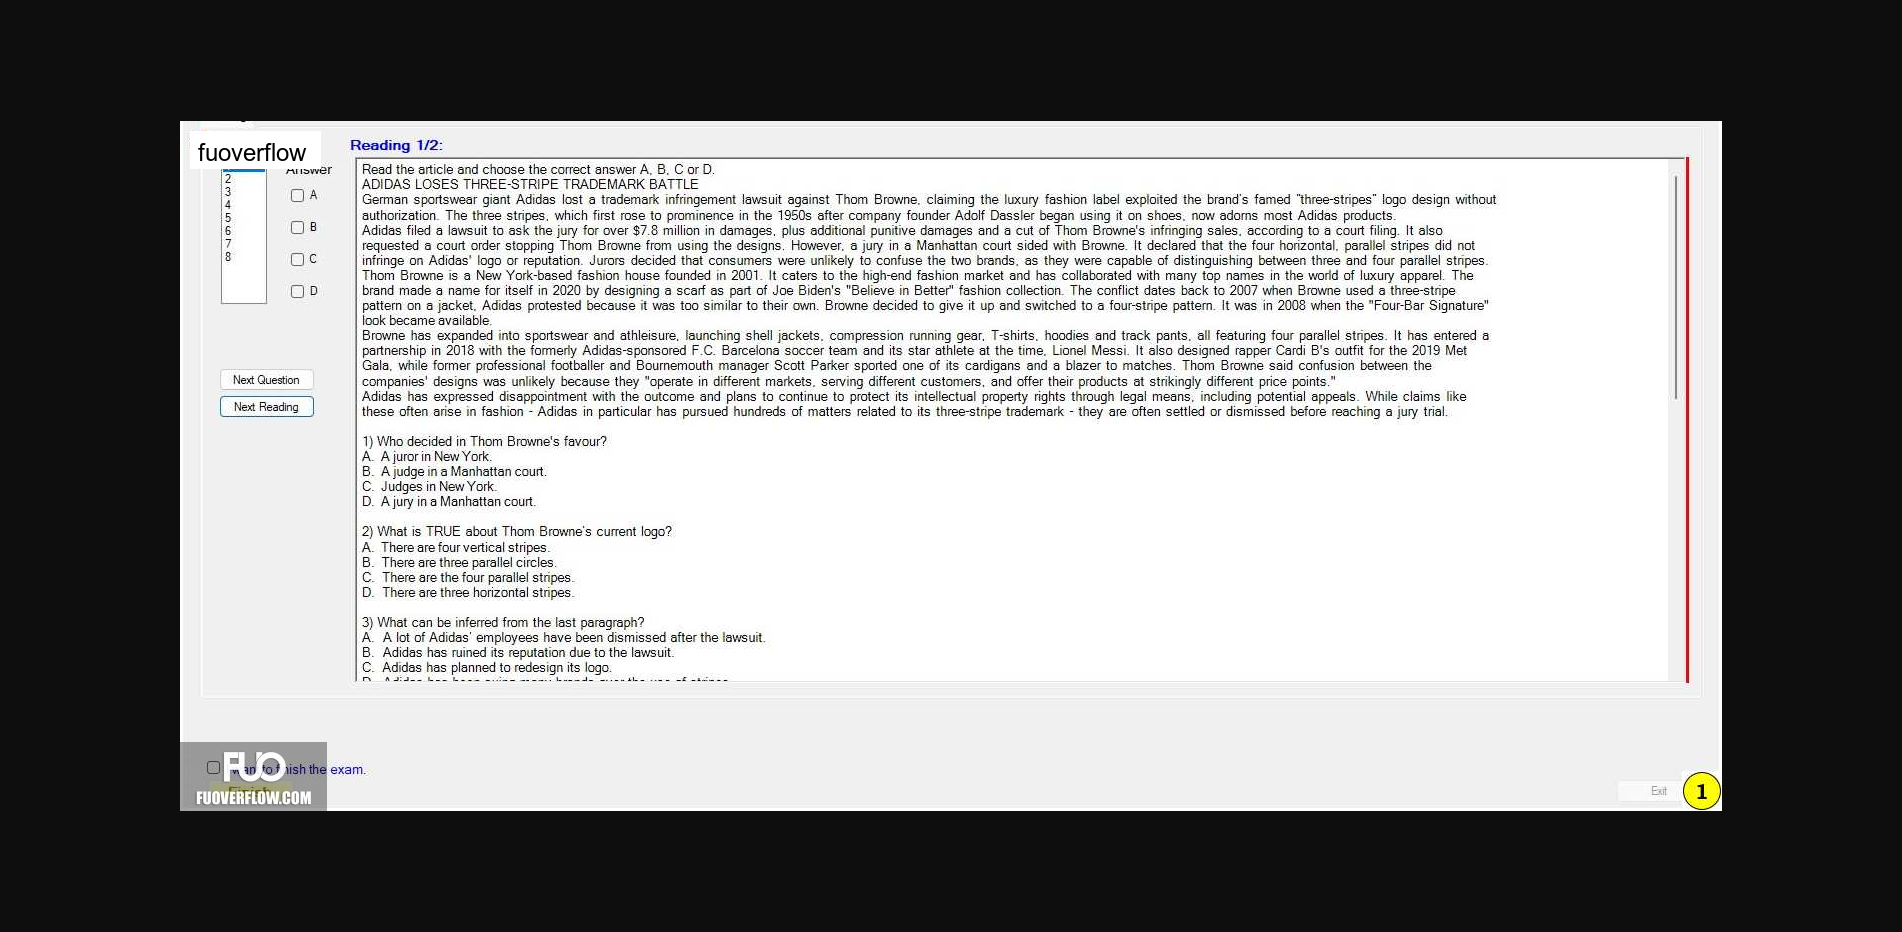 fuoverflow
Reading 1/2:
Answer
2
3
4
5
6
7
8
A
B
C
D
Next Question
Next Reading
Read the article and choose the correct answer A, B, C or D.
ADIDAS LOSES THREE-STRIPE TRADEMARK BATTLE
German sportswear giant Adidas lost a trademark infringement lawsuit against Thom Browne, claiming the luxury fashion label exploited the brand's famed "three-stripes" logo design without
authorization. The three stripes, which first rose to prominence in the 1950s after company founder Adolf Dassler began using it on shoes, now adorns most Adidas products.
Adidas filed a lawsuit to ask the jury for over $7.8 million in damages, plus additional punitive damages and a cut of Thom Browne's infringing sales, according to a court filing. It also
requested a court order stopping Thom Browne from using the designs. However, a jury in a Manhattan court sided with Browne. It declared that the four horizontal, parallel stripes did not
infringe on Adidas' logo or reputation. Jurors decided that consumers were unlikely to confuse the two brands, as they were capable of distinguishing between three and four parallel stripes.
Thom Browne is a New York-based fashion house founded in 2001. It caters to the high-end fashion market and has collaborated with many top names in the world of luxury apparel. The
brand made a name for itself in 2020 by designing a scarf as part of Joe Biden's "Believe in Better" fashion collection. The conflict dates back to 2007 when Browne used a three-stripe
pattern on a jacket, Adidas protested because it was too similar to their own. Browne decided to give it up and switched to a four-stripe pattern. It was in 2008 when the "Four-Bar Signature"
look became available.
Browne has expanded into sportswear and athleisure, launching shell jackets, compression running gear, T-shirts, hoodies and track pants, all featuring four parallel stripes. It has entered a
partnership in 2018 with the formerly Adidas-sponsored F.C. Barcelona soccer team and its star athlete at the time, Lionel Messi. It also designed rapper Cardi B's outfit for the 2019 Met
Gala, while former professional footballer and Bournemouth manager Scott Parker sported one of its cardigans and a blazer to matches. Thom Browne said confusion between the
companies' designs was unlikely because they "operate in different markets, serving different customers, and offer their products at strikingly different price points."
Adidas has expressed disappointment with the outcome and plans to continue to protect its intellectual property rights through legal means, including potential appeals. While claims like
these often arise in fashion - Adidas in particular has pursued hundreds of matters related to its three-stripe trademark - they are often settled or dismissed before reaching a jury trial.
1) Who decided in Thom Browne's favour?
A. A juror in New York.
B. A judge in a Manhattan court.
C. Judges in New York.
D. A jury in a Manhattan court.
2) What is TRUE about Thom Browne's current logo?
A. There are four vertical stripes.
B. There are three parallel circles.
C. There are the four parallel stripes.
D. There are three horizontal stripes.
3) What can be inferred from the last paragraph?
A. A lot of Adidas' employees have been dismissed after the lawsuit.
B. Adidas has ruined its reputation due to the lawsuit.
C. Adidas has planned to redesign its logo.
D. Adidas has been suing many brands over the use of stripes.
want to finish the exam.
Finish
FUO
FUOVERFLOW.COM
Exit
1